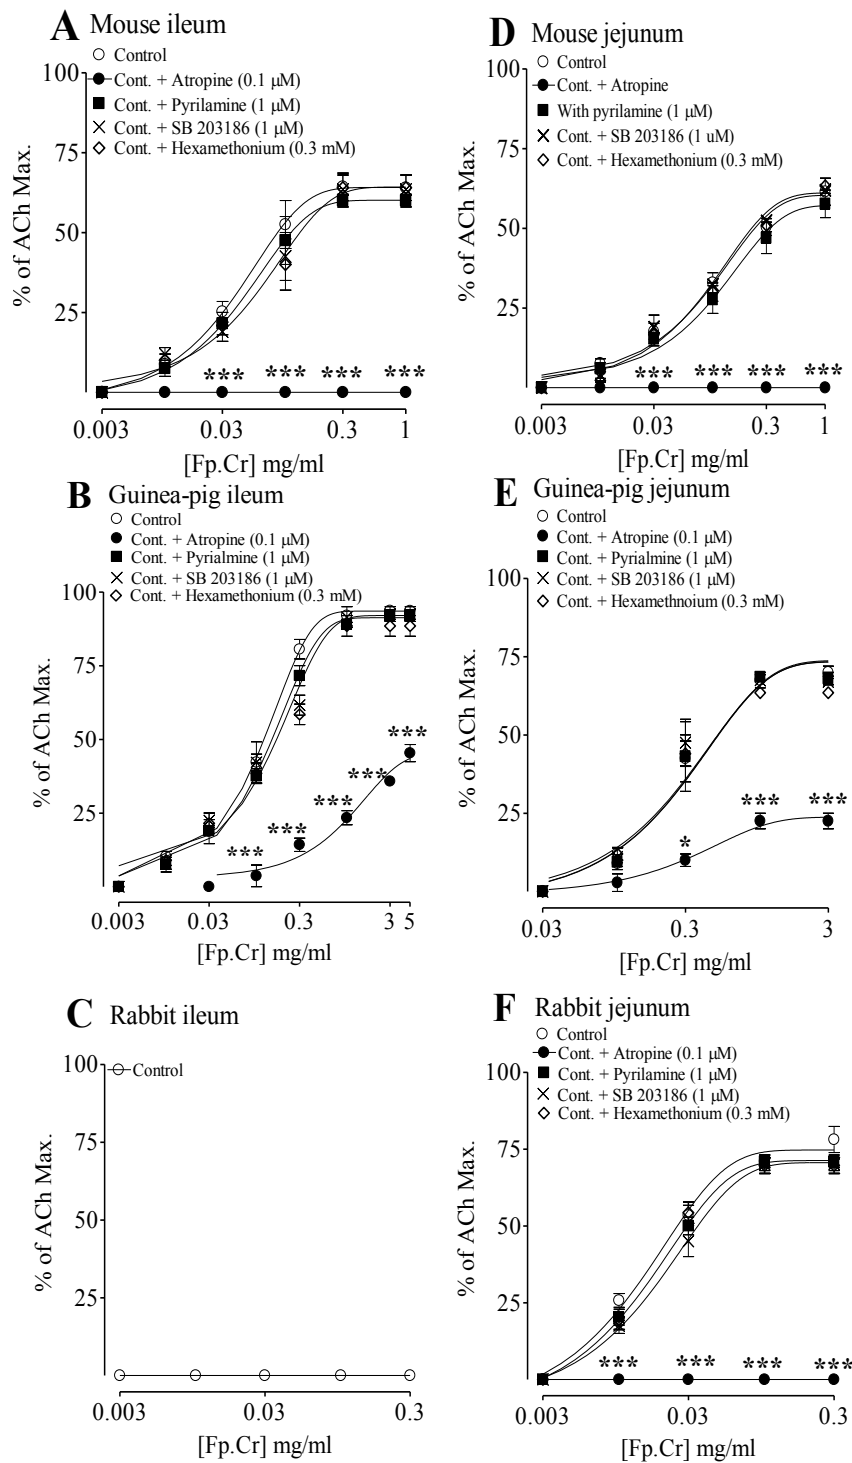 A Mouse ileum
Control
Cont. + Atropine (0.1 μM)
Cont. + Pyrilamine (1 μM)
Cont. + SB 203186 (1 μM)
Cont. + Hexamethonium (0.3 mM)
% of ACh Max.
100
75
50
25
*** *** *** ***
0.003 0.03 0.3 1
[Fp.Cr] mg/ml
D Mouse jejunum
Control
Cont. + Atropine
With pyrilamine (1 μM)
Cont. + SB 203186 (1 uM)
Cont. + Hexamethonium (0.3 mM)
% of ACh Max.
100
75
50
25
*** *** *** ***
0.003 0.03 0.3 1
[Fp.Cr] mg/ml
B Guinea-pig ileum
Control
Cont. + Atropine (0.1 μM)
Cont. + Pyrialmine (1 μM)
Cont. + SB 203186 (1 μM)
Cont. + Hexamethonium (0.3 mM)
% of ACh Max.
100
75
50
25
*** *** *** *** ***
0.003 0.03 0.3 3 5
[Fp.Cr] mg/ml
E Guinea-pig jejunum
Control
Cont. + Atropine (0.1 μM)
Cont. + Pyrialmine (1 μM)
Cont. + SB 203186 (1 μM)
Cont. + Hexamethnoium (0.3 mM)
% of ACh Max.
100
75
50
25
* *** ***
0.03 0.3 3
[Fp.Cr] mg/ml
C Rabbit ileum
Control
% of ACh Max.
100
75
50
25
0.003 0.03 0.3
[Fp.Cr] mg/ml
F Rabbit jejunum
Control
Cont. + Atropine (0.1 μM)
Cont. + Pyrilamine (1 μM)
Cont. + SB 203186 (1 μM)
Cont. + Hexamethonium (0.3 mM)
% of ACh Max.
100
75
50
25
*** *** *** ***
0.003 0.03 0.3
[Fp.Cr] mg/ml